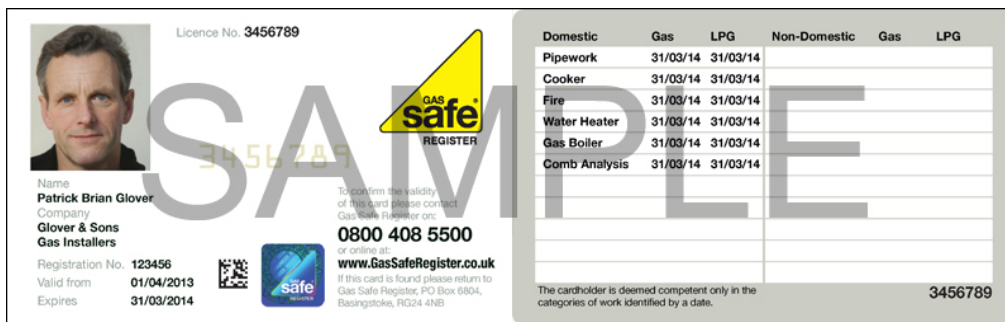 Licence No. 3456789
GAS
safe
REGISTER
3456789
Name
Patrick Brian Glover
Company
Glover & Sons
Gas Installers
Registration No. 123456
Valid from 01/04/2013
Expires 31/03/2014
GAS
safe
REGISTER
To confirm the validity
of this card please contact
Gas Safe Register on:
0800 408 5500
or online at:
www.GasSafeRegister.co.uk
If this card is found please return to
Gas Safe Register, PO Box 6804,
Basingstoke, RG24 4NB
SAMPLE
Domestic Gas LPG Non-Domestic Gas LPG
Pipework 31/03/14 31/03/14
Cooker 31/03/14 31/03/14
Fire 31/03/14 31/03/14
Water Heater 31/03/14 31/03/14
Gas Boiler 31/03/14 31/03/14
Comb Analysis 31/03/14 31/03/14
The cardholder is deemed competent only in the
categories of work identified by a date.
3456789